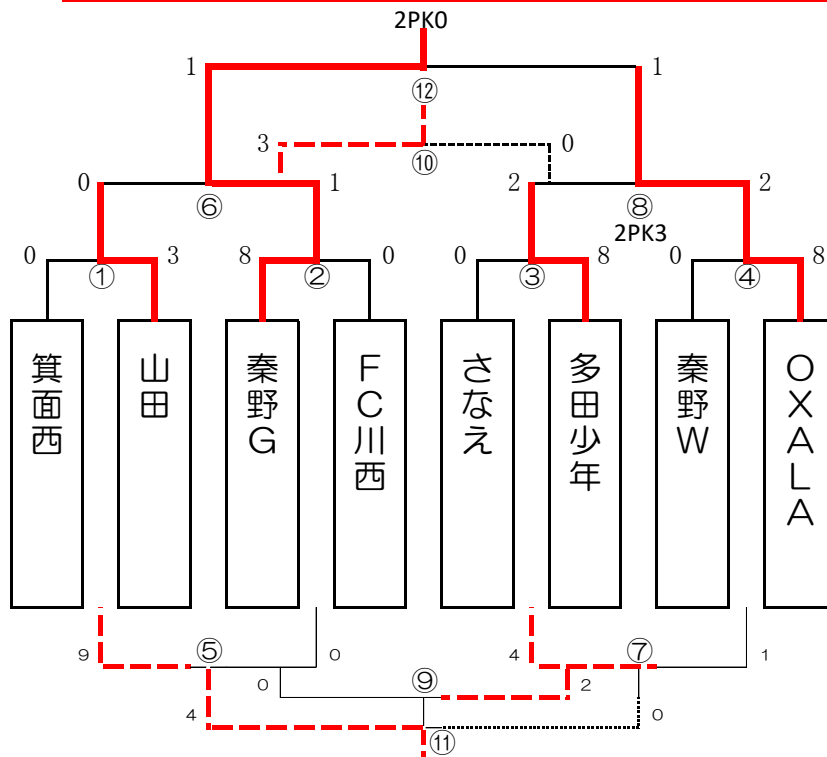 2PK0
1 1
⑫
3 0
⑩
0 1 2 2
⑥ ⑧
2PK3
0 3 8 0 0 8 0 8
① ② ③ ④
箕面西
山田
秦野G
FC川西
さなえ
多田少年
秦野W
OXALA
9 ⑤ 0 4 ⑦ 1
0 ⑨ 2
4 0
⑪